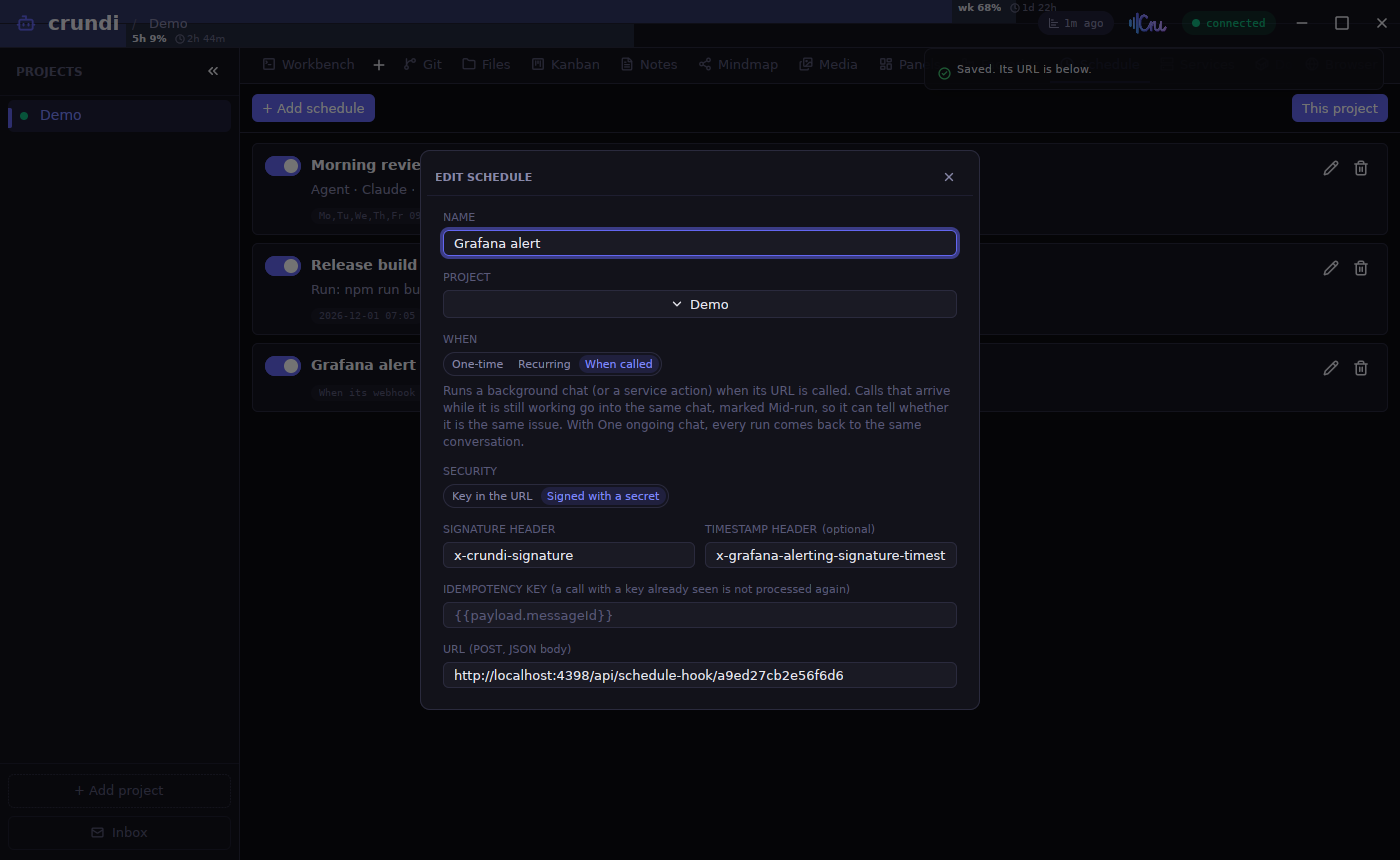 crundi / Demo
wk 68% 1d 22h
5h 9% 2h 44m
1m ago
Cru
connected
PROJECTS
Demo
+ Add project
Inbox
Workbench
Git
Files
Kanban
Notes
Mindmap
Media
Saved. Its URL is below.
+ Add schedule
This project
Agent · Claude ·
Release build
Run: npm run bu
2026-12-01 07:05
Grafana alert
When its webhook
EDIT SCHEDULE
NAME
Grafana alert
PROJECT
Demo
WHEN
One-time Recurring When called
Runs a background chat (or a service action) when its URL is called. Calls that arrive
while it is still working go into the same chat, marked Mid-run, so it can tell whether
it is the same issue. With One ongoing chat, every run comes back to the same
conversation.
SECURITY
Key in the URL Signed with a secret
SIGNATURE HEADER
x-crundi-signature
TIMESTAMP HEADER (optional)
x-grafana-alerting-signature-timest
IDEMPOTENCY KEY (a call with a key already seen is not processed again)
{{payload.messageId}}
URL (POST, JSON body)
http://localhost:4398/api/schedule-hook/a9ed27cb2e56f6d6